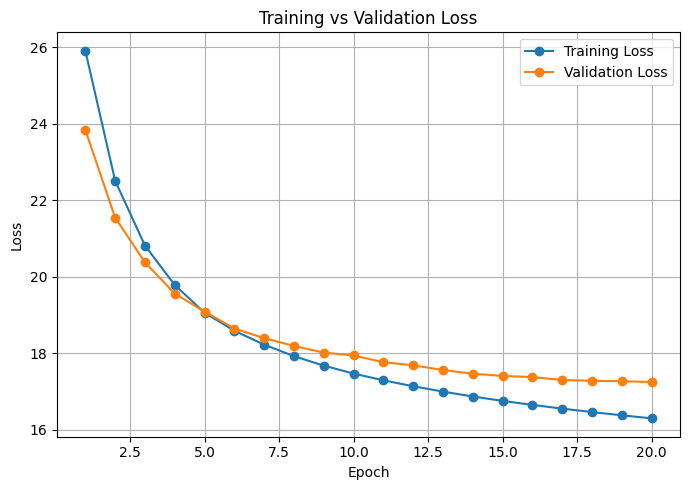 Training vs Validation Loss
Training Loss
Validation Loss
26
24
22
20
18
16
Loss
2.5 5.0 7.5 10.0 12.5 15.0 17.5 20.0
Epoch